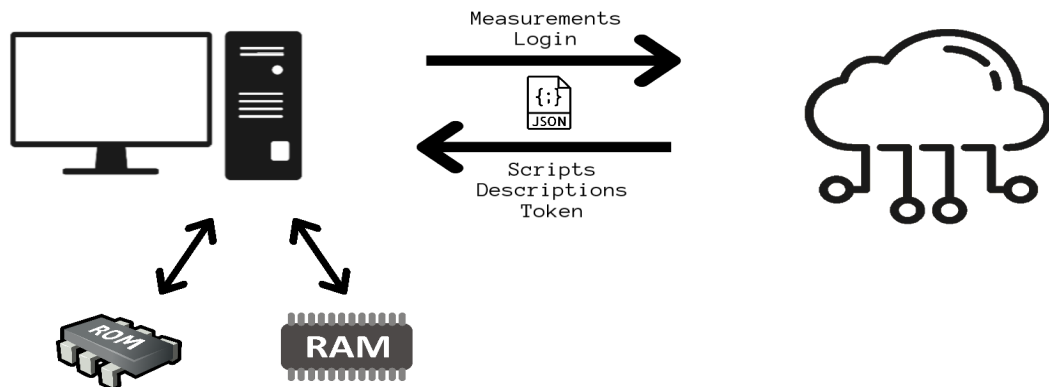 Measurements
Login
{;}
JSON
Scripts
Descriptions
Token
ROM
RAM